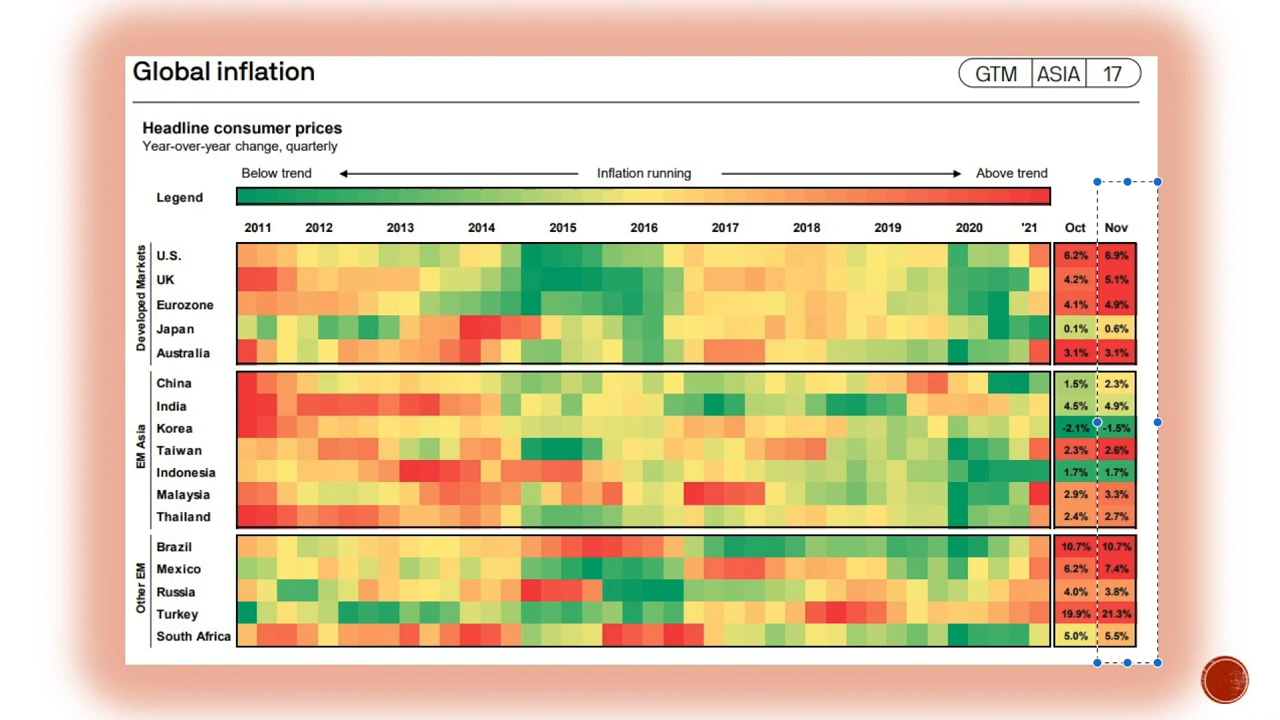 Global inflation
GTM ASIA 17
Headline consumer prices
Year-over-year change, quarterly
Below trend Inflation running Above trend
Legend
2011 2012 2013 2014 2015 2016 2017 2018 2019 2020 '21 Oct Nov
Developed Markets
U.S. 6.2% 6.9%
UK 4.2% 5.1%
Eurozone 4.1% 4.9%
Japan 0.1% 0.6%
Australia 3.1% 3.1%
EM Asia
China 1.5% 2.3%
India 4.5% 4.9%
Korea -2.1% -1.5%
Taiwan 2.3% 2.6%
Indonesia 1.7% 1.7%
Malaysia 2.9% 3.3%
Thailand 2.4% 2.7%
Other EM
Brazil 10.7% 10.7%
Mexico 6.2% 7.4%
Russia 4.0% 3.8%
Turkey 19.9% 21.3%
South Africa 5.0% 5.5%